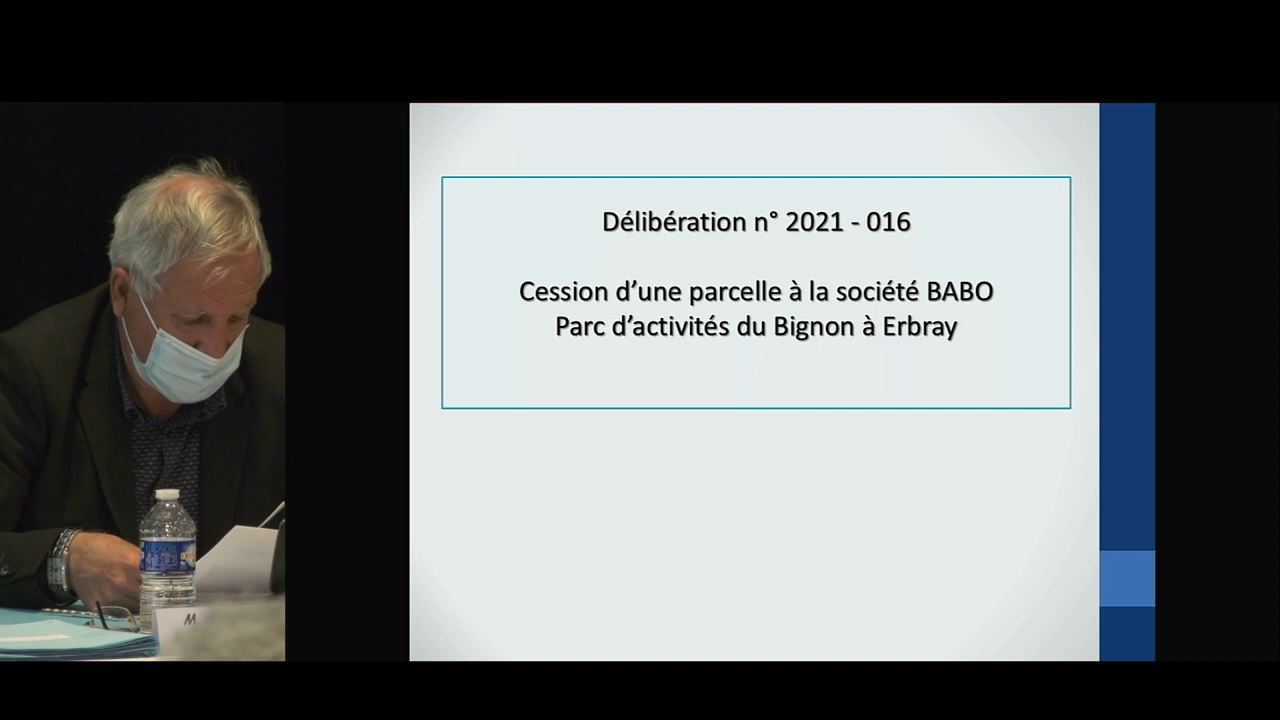 Délibération n° 2021 - 016
Cession d’une parcelle à la société BABO
Parc d’activités du Bignon à Erbray
M